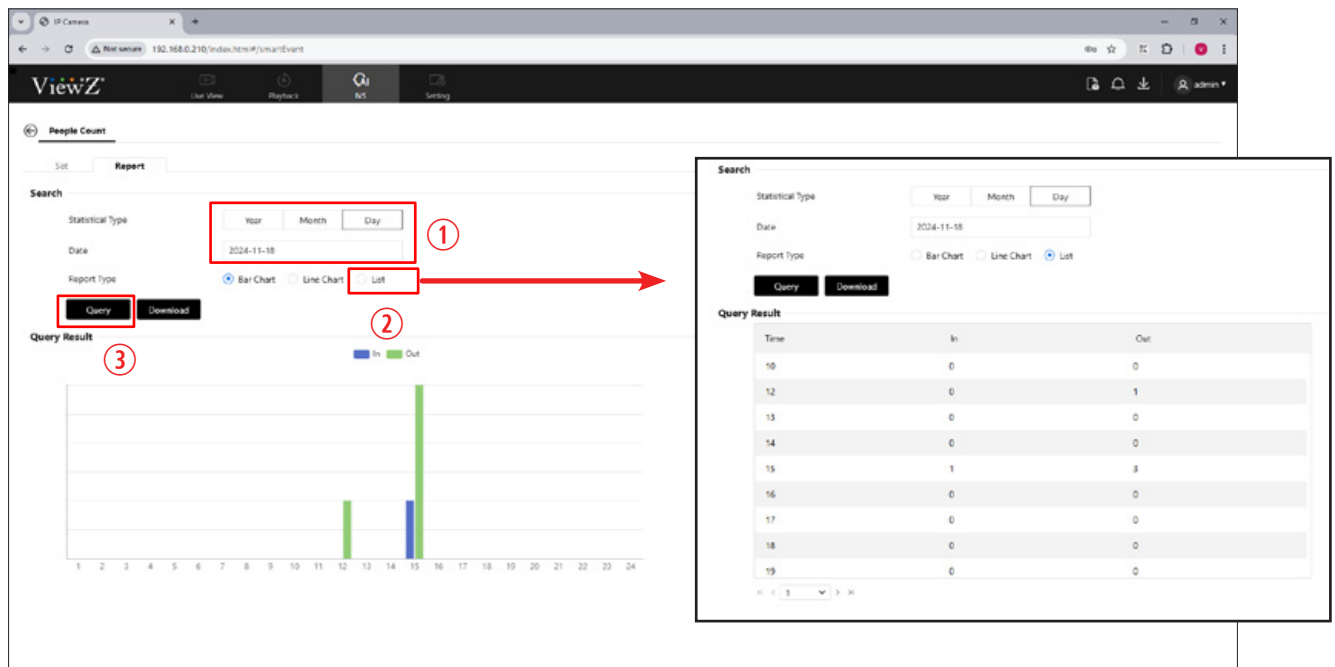 IP Camera
Not secure 192.168.0.210/index.html#/smartEvent
ViewZ
Live View Playback IVS Setting
admin
People Count
Set Report
Search
Statistical Type Year Month Day
①
Date 2024-11-18
Report Type Bar Chart Line Chart List
②
Query Download
③
Query Result
In Out
1 2 3 4 5 6 7 8 9 10 11 12 13 14 15 16 17 18 19 20 21 22 23 24
Search
Statistical Type Year Month Day
Date 2024-11-18
Report Type Bar Chart Line Chart List
Query Download
Query Result
Time In Out
10 0 0
12 0 1
13 0 0
14 0 0
15 1 3
16 0 0
17 0 0
18 0 0
19 0 0
1